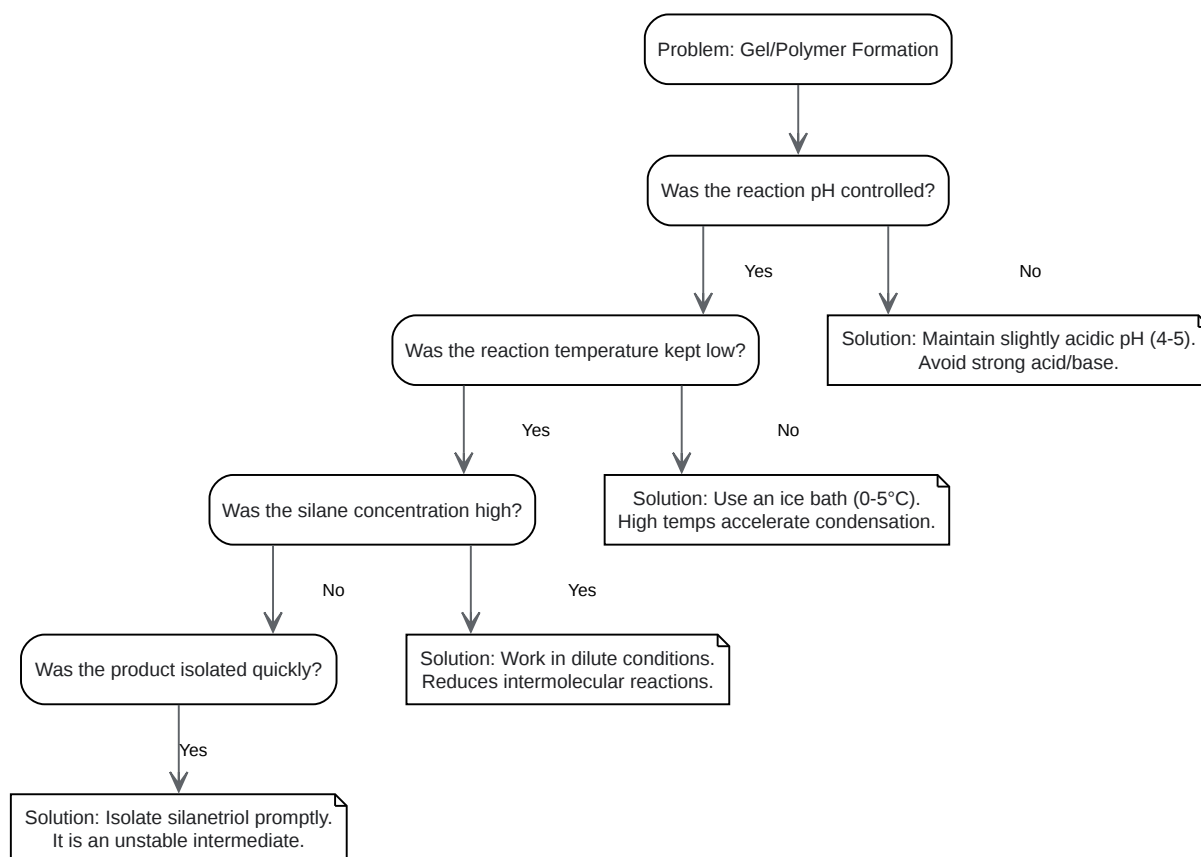 Problem: Gel/Polymer Formation
Was the reaction pH controlled?
Yes
No
Was the reaction temperature kept low?
Solution: Maintain slightly acidic pH (4-5).
Avoid strong acid/base.
Yes
No
Was the silane concentration high?
Solution: Use an ice bath (0-5°C).
High temps accelerate condensation.
No
Yes
Was the product isolated quickly?
Solution: Work in dilute conditions.
Reduces intermolecular reactions.
Yes
Solution: Isolate silanetriol promptly.
It is an unstable intermediate.